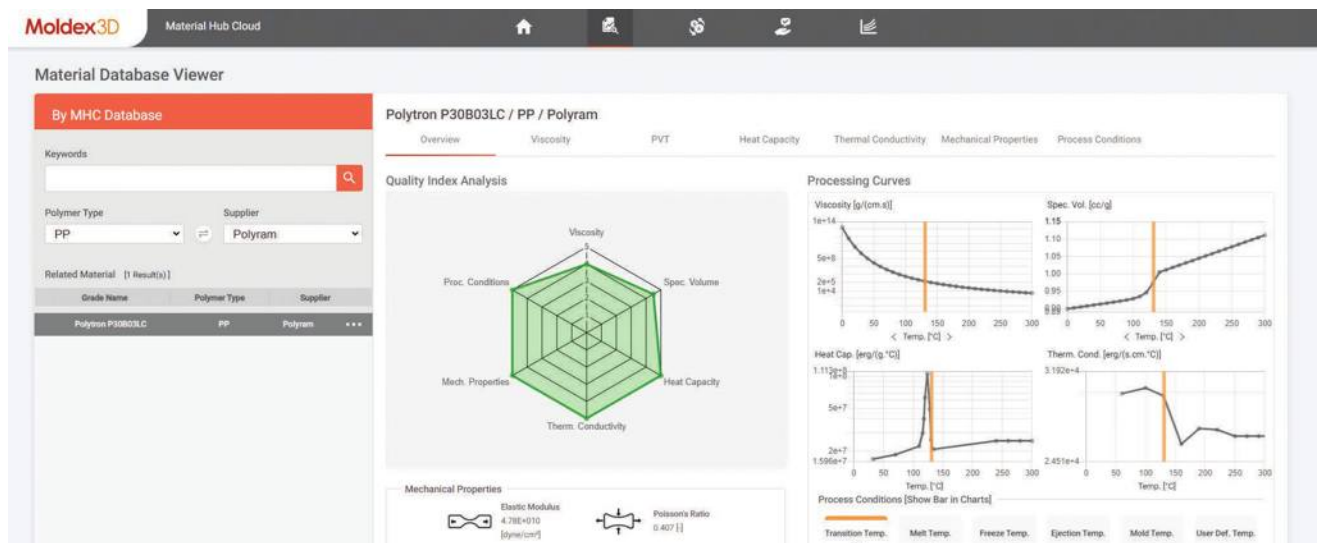 Moldex3D
Material Hub Cloud
Material Database Viewer
By MHC Database
Keywords
Polymer Type
Supplier
PP
Polyram
Related Material [1 Result(s)]
Grade Name Polymer Type Supplier
Polytron P30B03LC PP Polyram
Polytron P30B03LC / PP / Polyram
Overview Viscosity PVT Heat Capacity Thermal Conductivity Mechanical Properties Process Conditions
Quality Index Analysis
Viscosity
5
Proc. Conditions
Spec. Volume
Mech. Properties
Heat Capacity
Therm. Conductivity
Mechanical Properties
Elastic Modulus
4.78E+010
[dyne/cm²]
Poisson's Ratio
0.407 [-]
Processing Curves
Viscosity [g/(cm.s)]
1e+14
5e+8
2e+5
1e+4
0 50 100 150 200 250 300
< Temp. [°C] >
Spec. Vol. [cc/g]
1.15
1.10
1.05
1.00
0.95
0.90
0 50 100 150 200 250 300
< Temp. [°C] >
Heat Cap. [erg/(g.°C)]
1.113e+8
1e+8
5e+7
2e+7
1.596e+7
0 50 100 150 200 250 300
Temp. [°C]
Therm. Cond. [erg/(s.cm.°C)]
3.192e+4
2.451e+4
0 50 100 150 200 250 300
Temp. [°C]
Process Conditions [Show Bar in Charts]
Transition Temp. Melt Temp. Freeze Temp. Ejection Temp. Mold Temp. User Def. Temp.